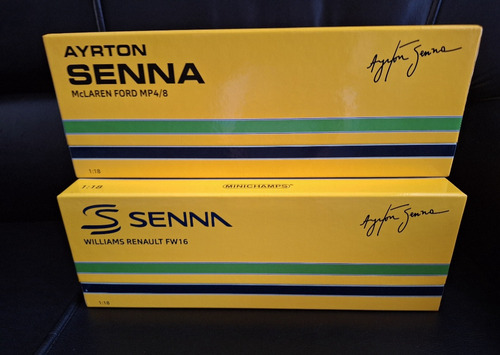 AYRTON
SENNA
McLAREN FORD MP4/8
Ayrton Senna
1:18
1:18
MINICHAMPS
SENNA
WILLIAMS RENAULT FW16
Ayrton Senna
1:18